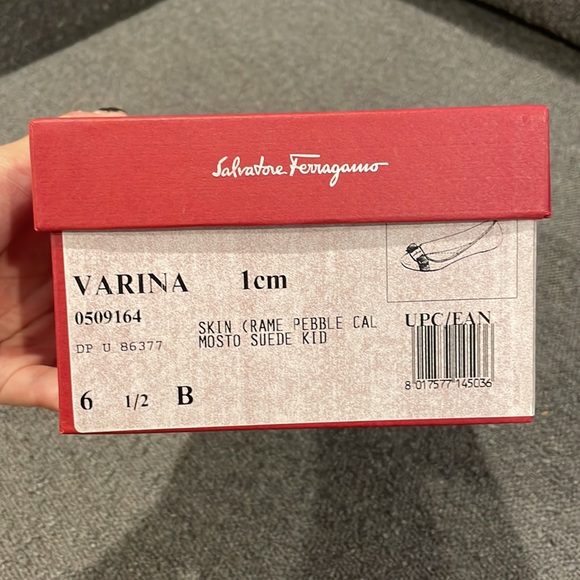 Salvatore Ferragamo
VARINA 1cm
0509164
DP U 86377
SKIN CRAME PEBBLE CAL
MOSTO SUEDE KID
UPC/EAN
8 017577 145036
6 1/2 B